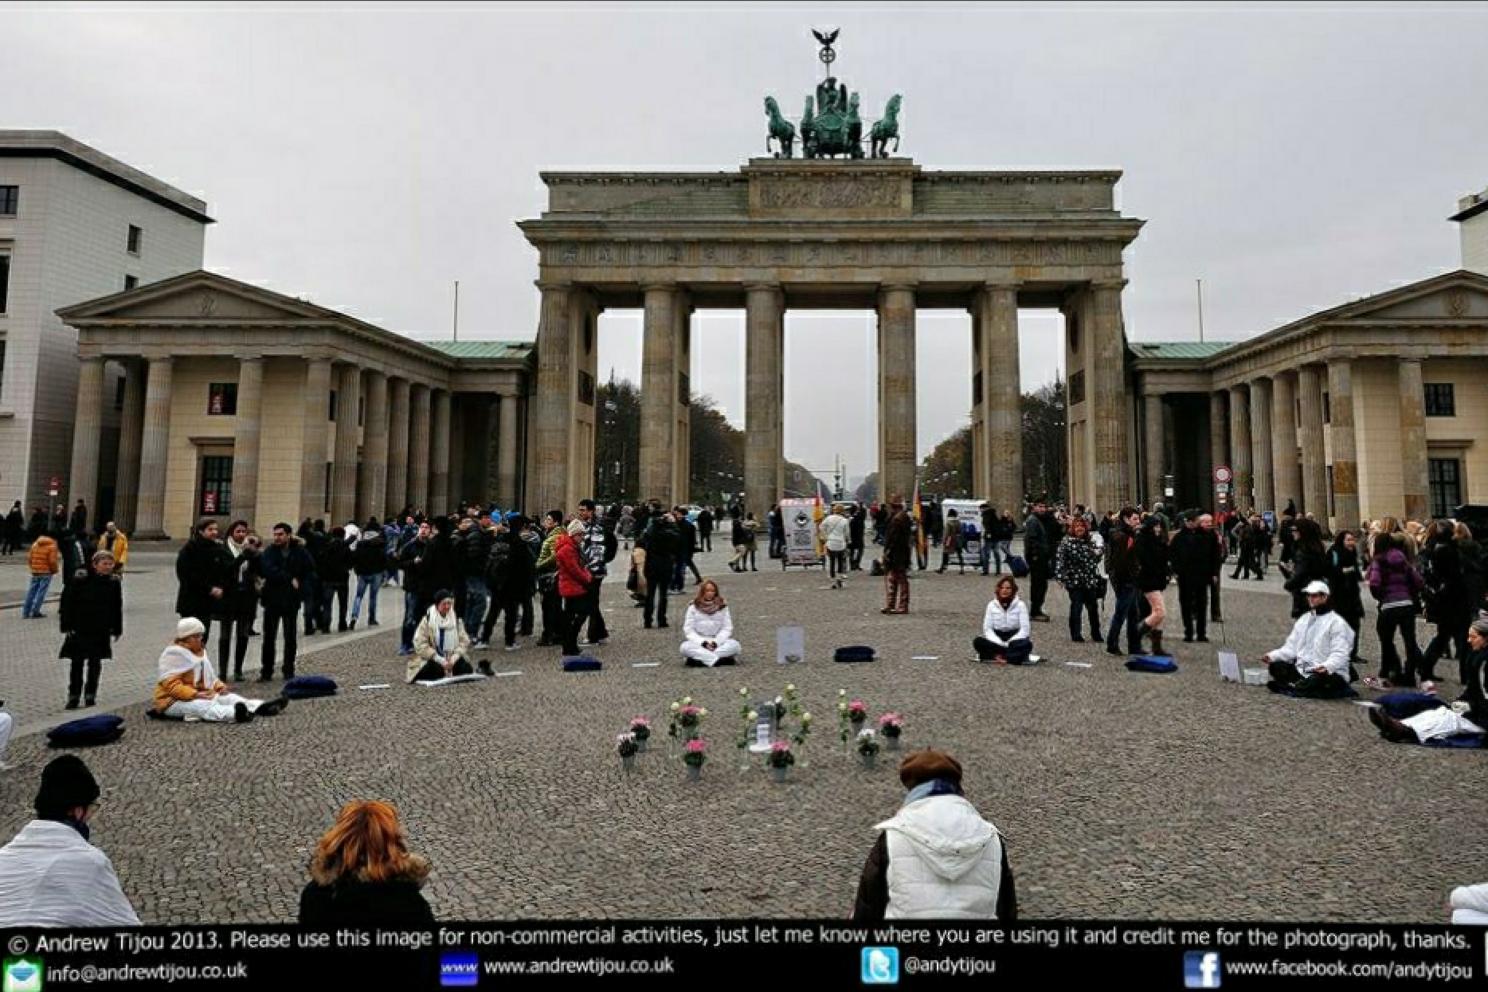 © Andrew Tijou 2013. Please use this image for non-commercial activities, just let me know where you are using it and credit me for the photograph, thanks.
info@andrewtijou.co.uk www www.andrewtijou.co.uk @andytijou www.facebook.com/andytijou